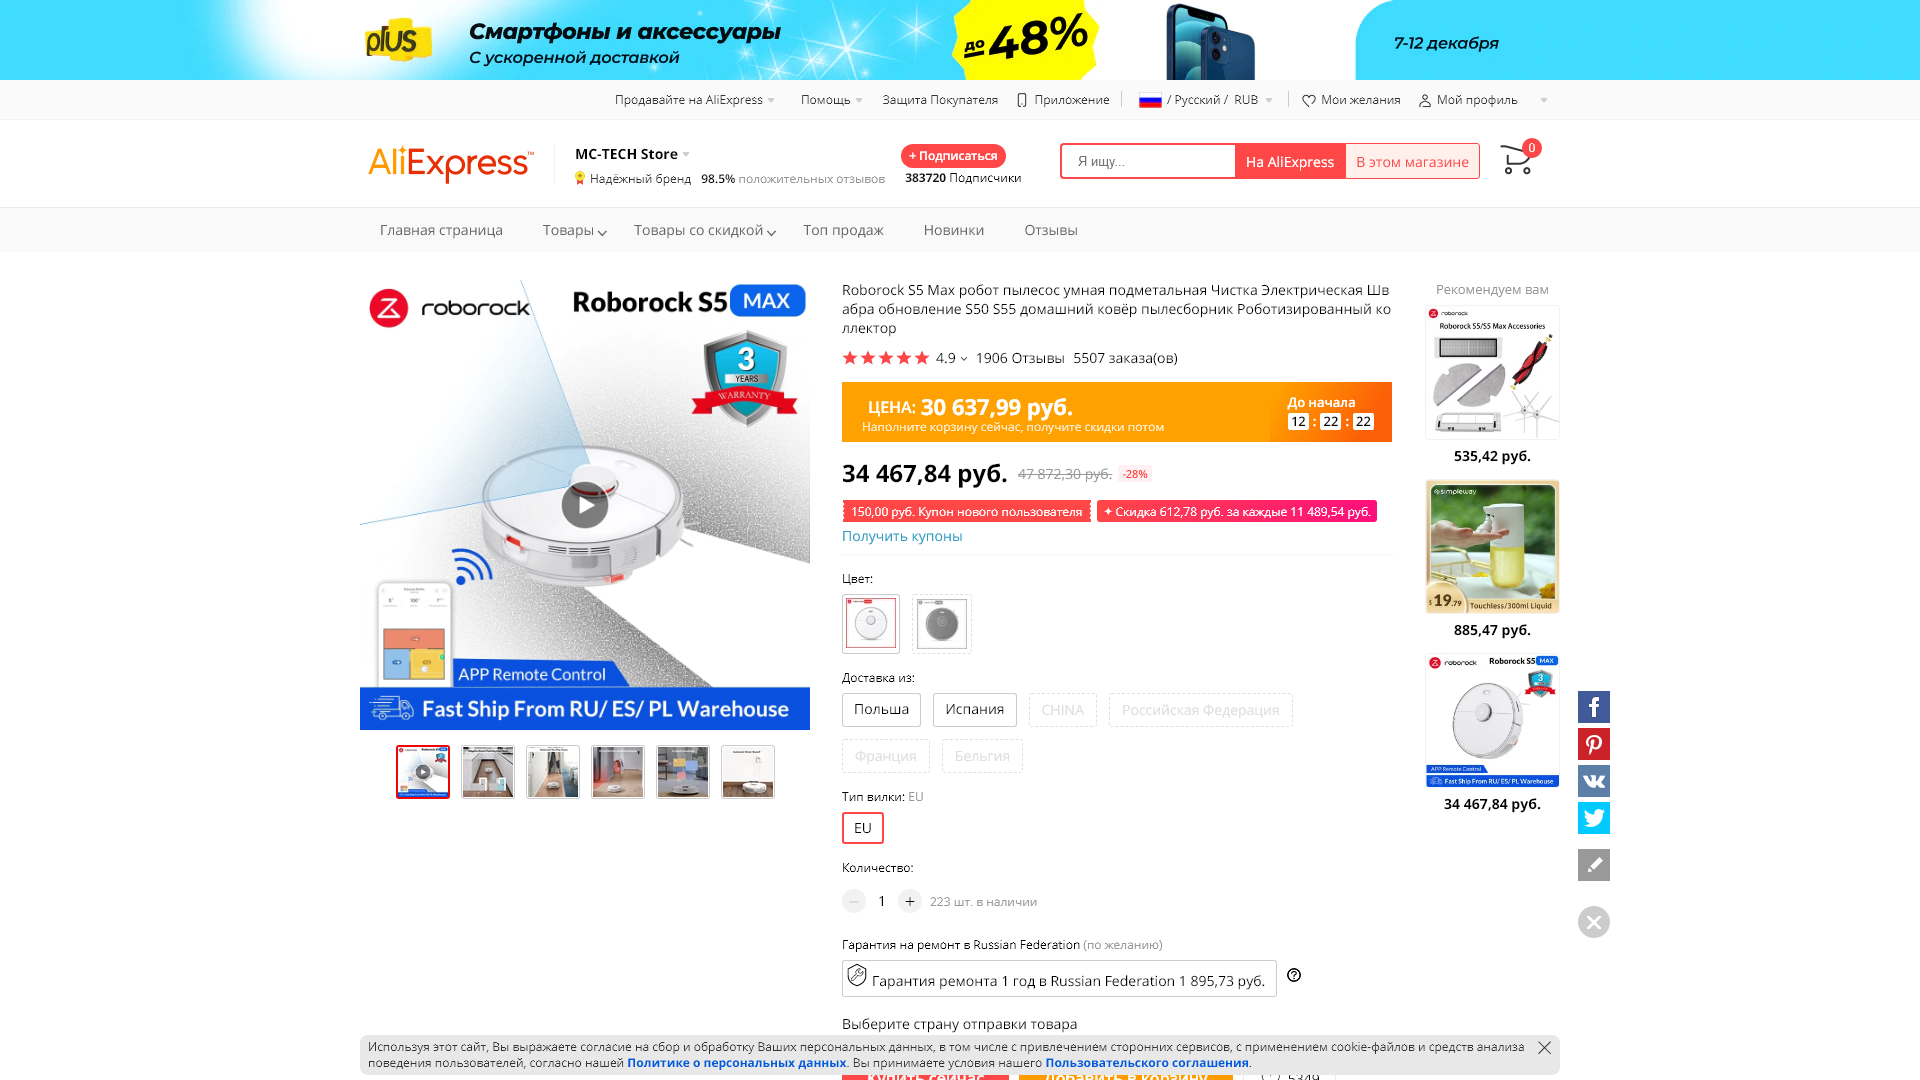 plus
Смартфоны и аксессуары
С ускоренной доставкой
до 48%
7-12 декабря
Продавайте на AliExpress
Помощь
Защита Покупателя
Приложение
/ Русский / RUB
Мои желания
Мой профиль
AliExpress™
MC-TECH Store
Надёжный бренд
98.5% положительных отзывов
+ Подписаться
383720 Подписчики
Я ищу...
На AliExpress
В этом магазине
0
Главная страница
Товары
Товары со скидкой
Топ продаж
Новинки
Отзывы
roborock
Roborock S5 MAX
3
YEARS
WARRANTY
APP Remote Control
Fast Ship From RU/ ES/ PL Warehouse
Roborock S5 Max робот пылесос умная подметальная Чистка Электрическая Шв
абра обновление S50 S55 домашний ковёр пылесборник Роботизированный ко
ллектор
4.9
1906 Отзывы
5507 заказа(ов)
ЦЕНА: 30 637,99 руб.
Наполните корзину сейчас, получите скидки потом
До начала
12 : 22 : 22
34 467,84 руб.
47 872,30 руб.
-28%
150,00 руб. Купон нового пользователя
Скидка 612,78 руб. за каждые 11 489,54 руб.
Получить купоны
Цвет:
Доставка из:
Польша
Испания
CHINA
Российская Федерация
Франция
Бельгия
Тип вилки: EU
EU
Количество:
1
223 шт. в наличии
Гарантия на ремонт в Russian Federation (по желанию)
Гарантия ремонта 1 год в Russian Federation 1 895,73 руб.
Выберите страну отправки товара
Купить сейчас
Добавить в корзину
5349
Рекомендуем вам
roborock
Roborock S5/S5 Max Accessories
535,42 руб.
simpleway
$19.79
Touchless/300ml Liquid
885,47 руб.
roborock
Roborock S5 MAX
3
APP Remote Control
Fast Ship From RU/ ES/ PL Warehouse
34 467,84 руб.
Используя этот сайт, Вы выражаете согласие на сбор и обработку Ваших персональных данных, в том числе с привлечением сторонних сервисов, с применением cookie-файлов и средств анализа
поведения пользователей, согласно нашей Политике о персональных данных. Вы принимаете условия нашего Пользовательского соглашения.